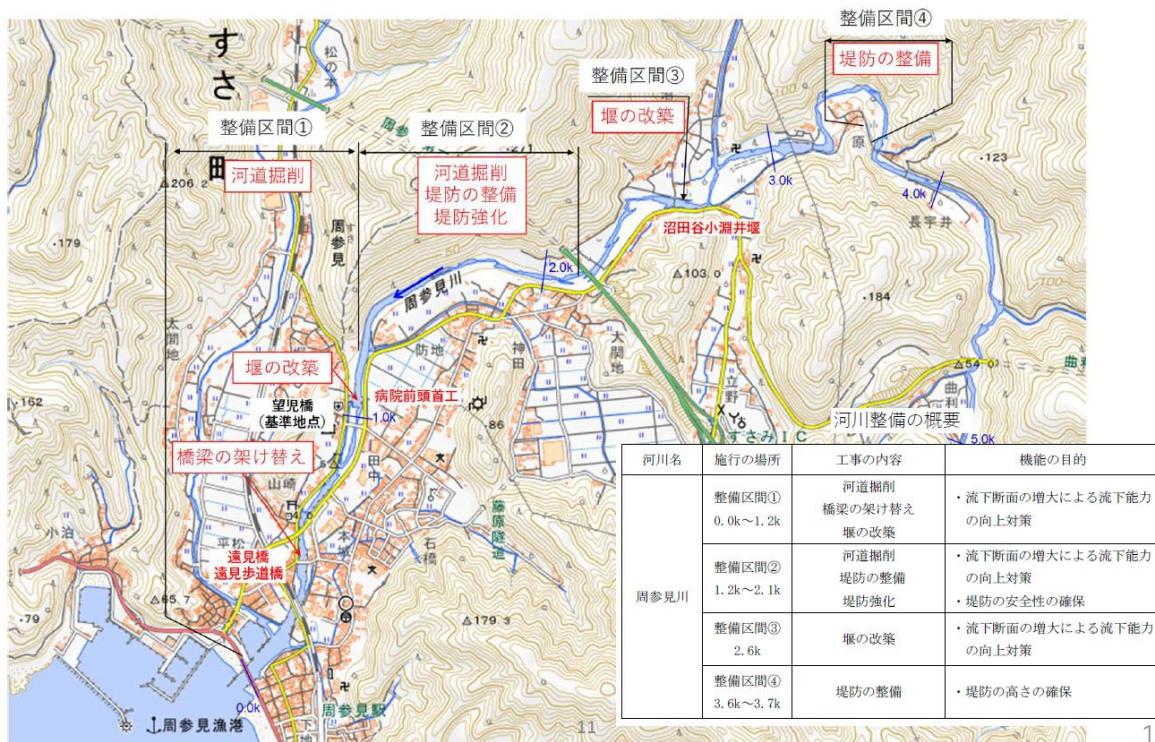 整備区間④
堤防の整備
整備区間③
堰の改築
整備区間①
河道掘削
整備区間②
河道掘削
堤防の整備
堤防強化
すさ
松の本
周参見
206.2
179
162
79
65.7
271
2.0k
周参見川
沼田谷小淵井堰
3.0k
原
123
4.0k
長宇井
184
103.0
54.0
曲利
5.0k
太間地
防地
神田
大間地
立野
すさみIC
堰の改築
病院前頭首工
望児橋
(基準地点)
1.0k
86
橋梁の架け替え
田中
山崎
平松
本城
石橋
藤原隧道
小泊
遠見橋
遠見歩道橋
179.3
0.0k
周参見漁港
周参見駅
下地
河川整備の概要
河川名 施行の場所 工事の内容 機能の目的
周参見川
整備区間①
0.0k~1.2k
河道掘削
橋梁の架け替え
堰の改築
・流下断面の増大による流下能力
の向上対策
整備区間②
1.2k~2.1k
河道掘削
堤防の整備
堤防強化
・流下断面の増大による流下能力
の向上対策
・堤防の安全性の確保
整備区間③
2.6k
堰の改築
・流下断面の増大による流下能力
の向上対策
整備区間④
3.6k~3.7k
堤防の整備
・堤防の高さの確保
11
1